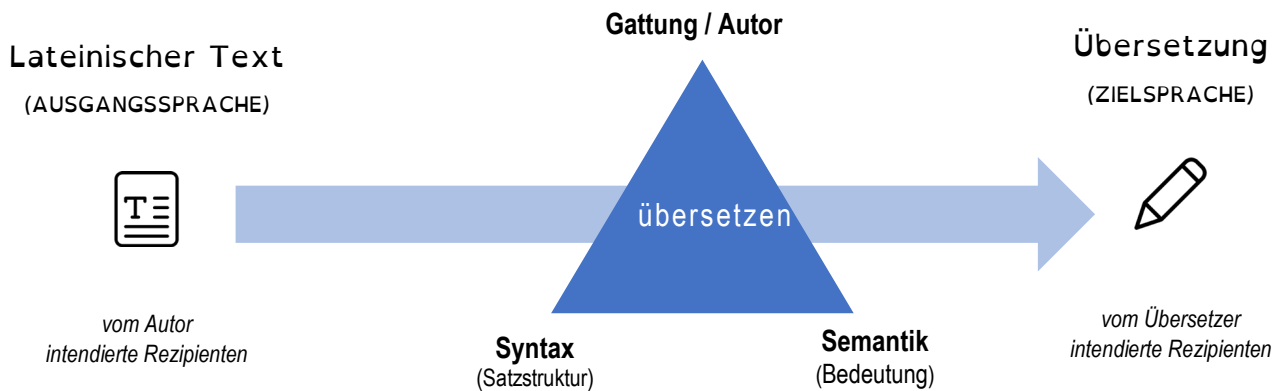 Lateinischer Text
(AUSGANGSSPRACHE)
T
vom Autor
intendierte Rezipienten
Gattung / Autor
übersetzen
Syntax
(Satzstruktur)
Semantik
(Bedeutung)
Übersetzung
(ZIELSPRACHE)
vom Übersetzer
intendierte Rezipienten